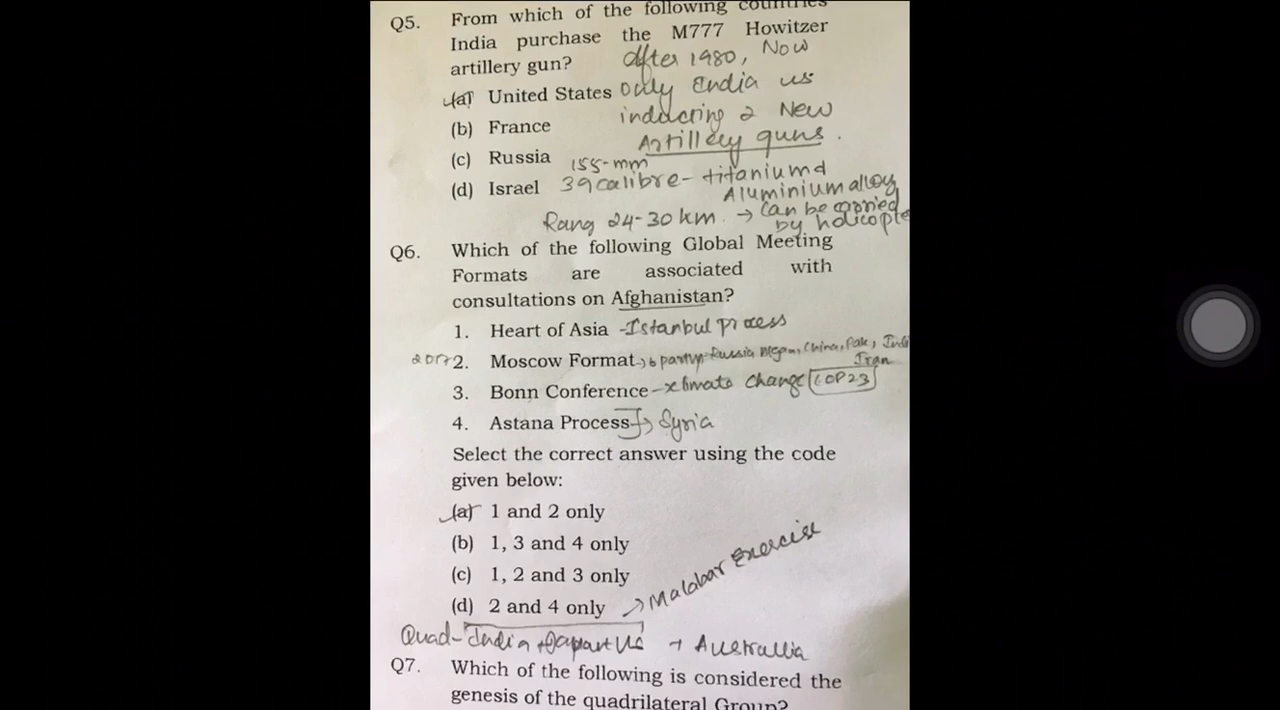 Q5. From which of the following countries
India purchase the M777 Howitzer
artillery gun? After 1980, Now
(a) United States only India us
(b) France inducring 2 New
Artillery guns.
(c) Russia 155-mm
(d) Israel 39 calibre- titanium &
Aluminium alloy
Rang 24-30 km. → Can be carried
by helicopte
Q6. Which of the following Global Meeting
Formats are associated with
consultations on Afghanistan?
1. Heart of Asia -Istanbul process
2017 2. Moscow Format → 6 party- Russia China, Pak, India
Iran
3. Bonn Conference -x climate change COP23
4. Astana Process → Syria
Select the correct answer using the code
given below:
(a) 1 and 2 only
(b) 1, 3 and 4 only
(c) 1, 2 and 3 only
(d) 2 and 4 only → Malabar Exercise
Quad- India + Japan + US + Australlia
Q7. Which of the following is considered the
genesis of the quadrilateral Group?